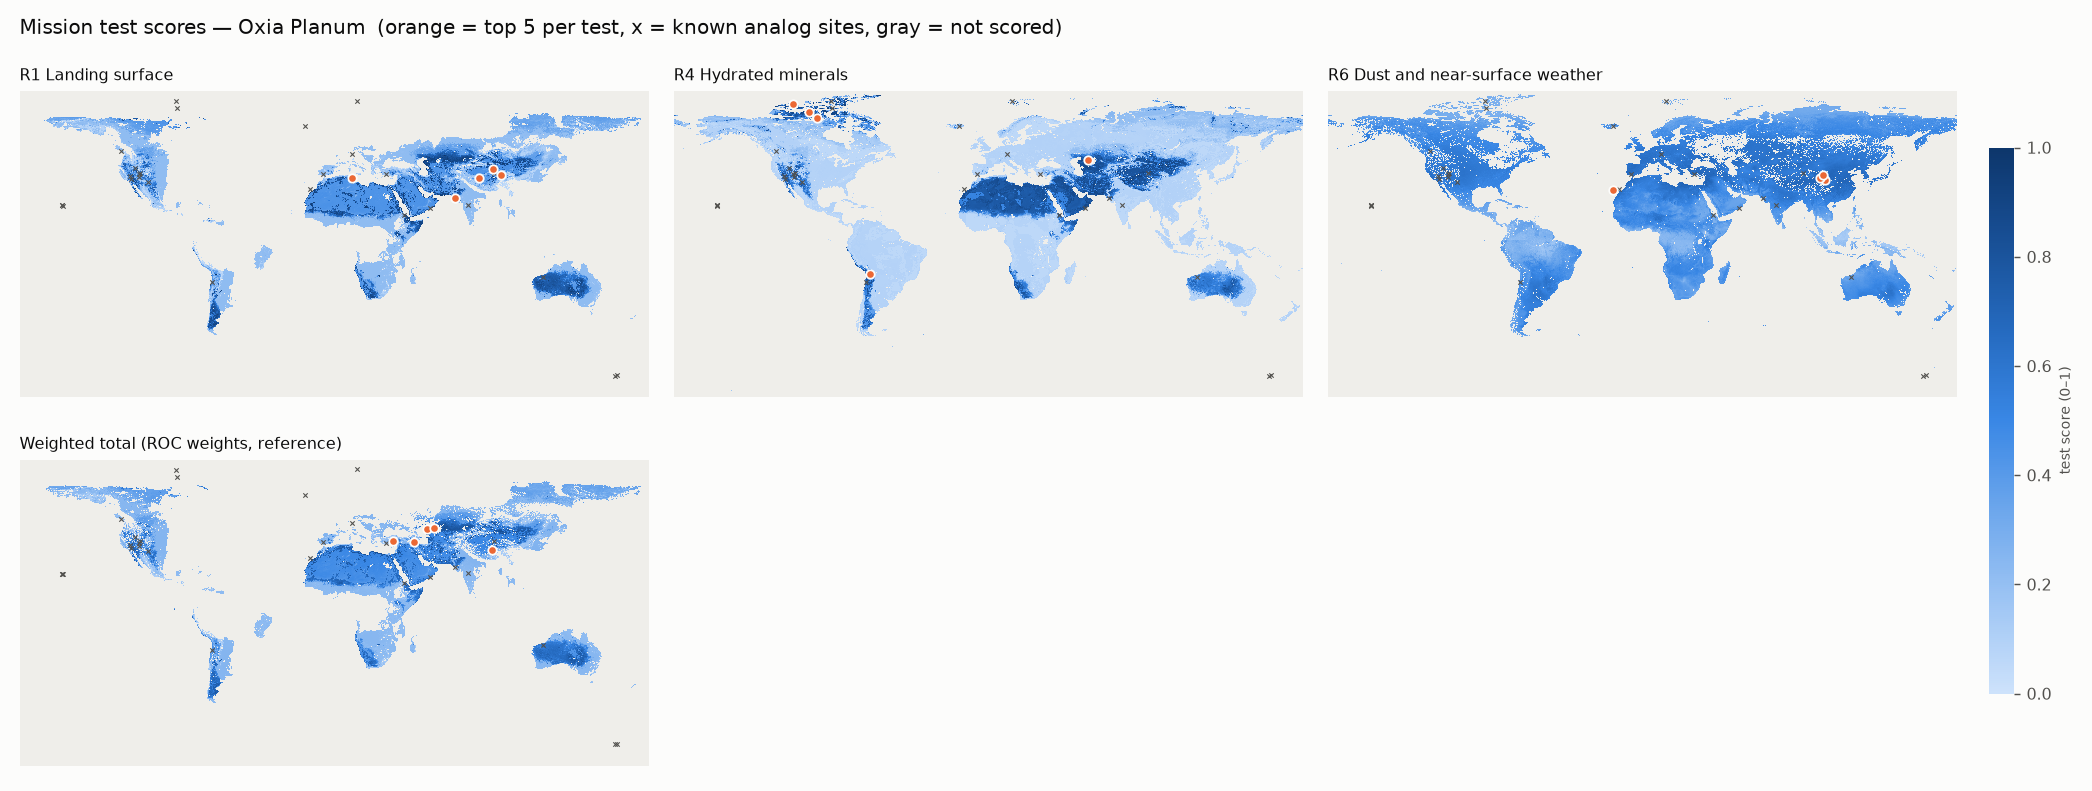 Mission test scores — Oxia Planum  (orange = top 5 per test, x = known analog sites, gray = not scored)
R1 Landing surface
R4 Hydrated minerals
R6 Dust and near-surface weather
1.0
0.8
0.6
0.4
0.2
0.0
test score (0–1)
Weighted total (ROC weights, reference)